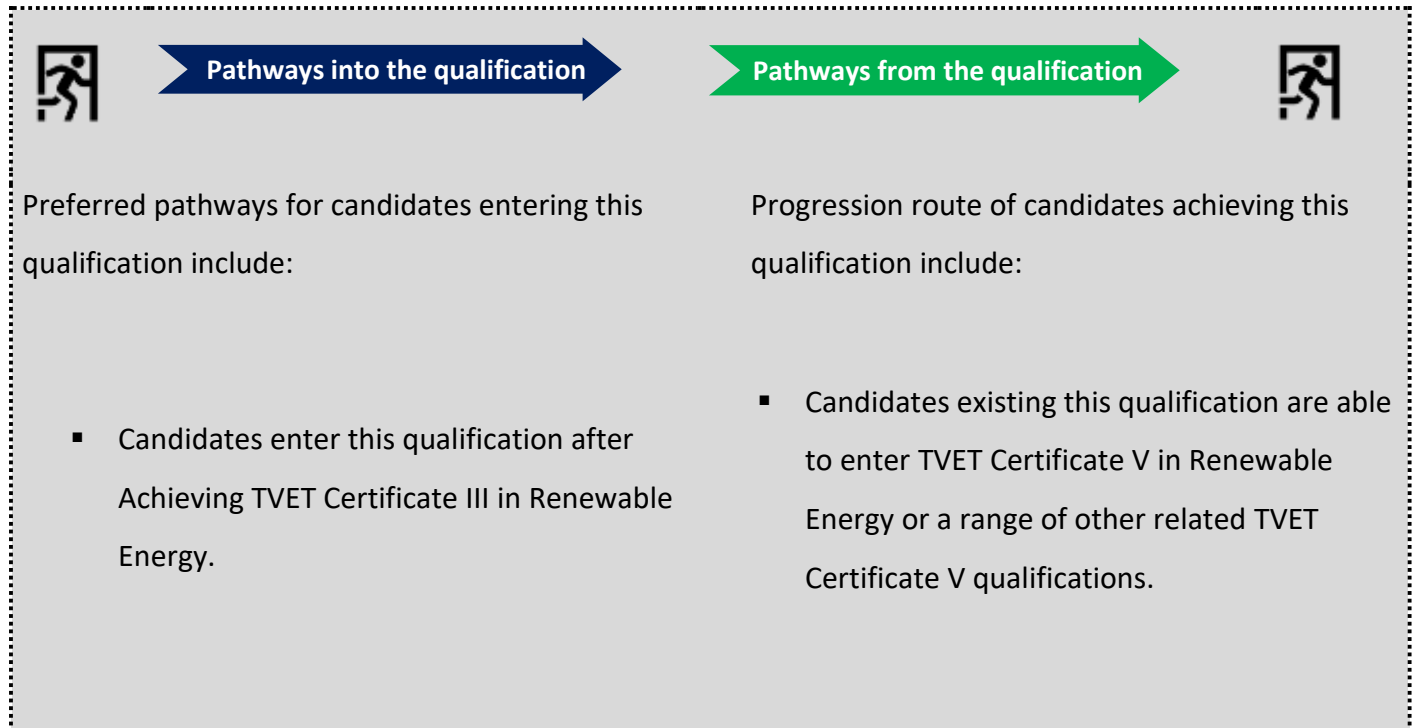 Pathways into the qualification
Pathways from the qualification
Preferred pathways for candidates entering this
qualification include:
▪ Candidates enter this qualification after
Achieving TVET Certificate III in Renewable
Energy.
Progression route of candidates achieving this
qualification include:
▪ Candidates existing this qualification are able
to enter TVET Certificate V in Renewable
Energy or a range of other related TVET
Certificate V qualifications.